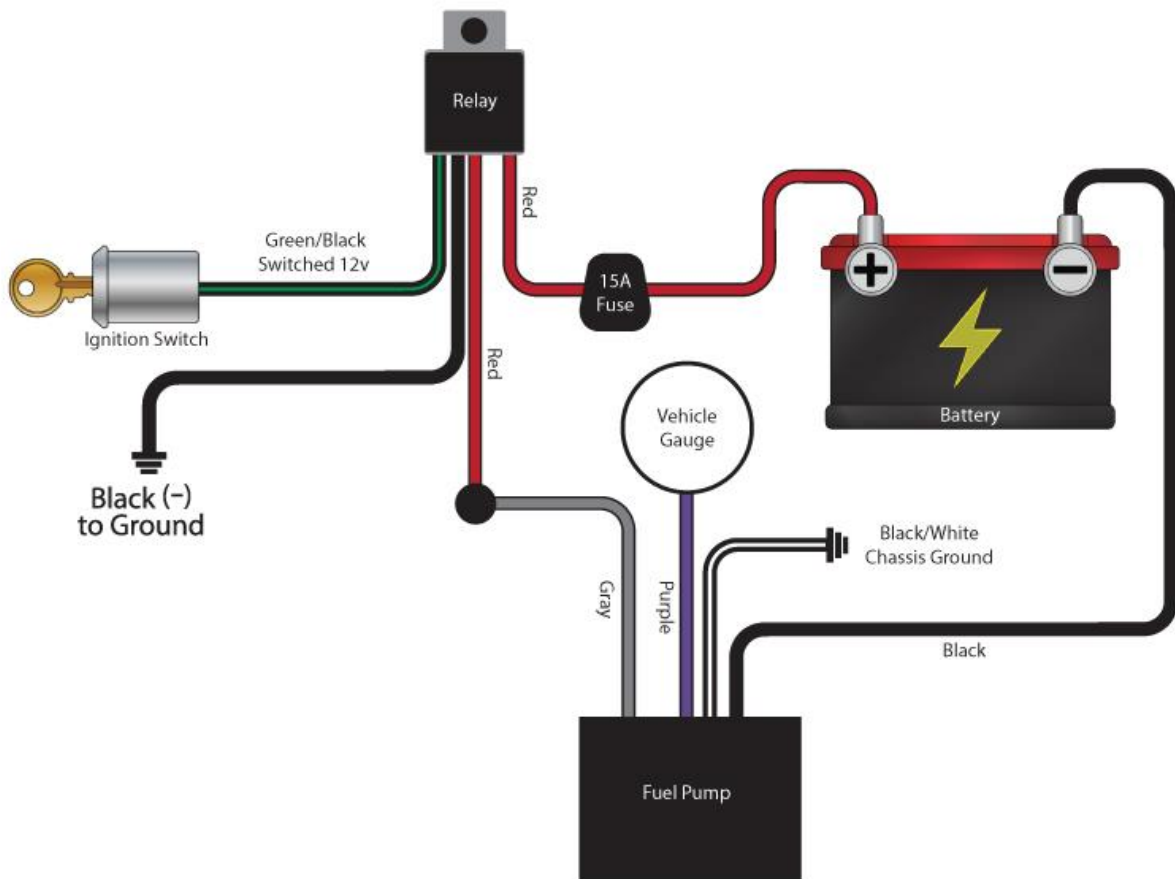 Relay
Red
Green/Black
Switched 12v
15A
Fuse
Ignition Switch
Red
Vehicle
Gauge
Battery
Black (-)
to Ground
Black/White
Chassis Ground
Gray
Purple
Black
Fuel Pump